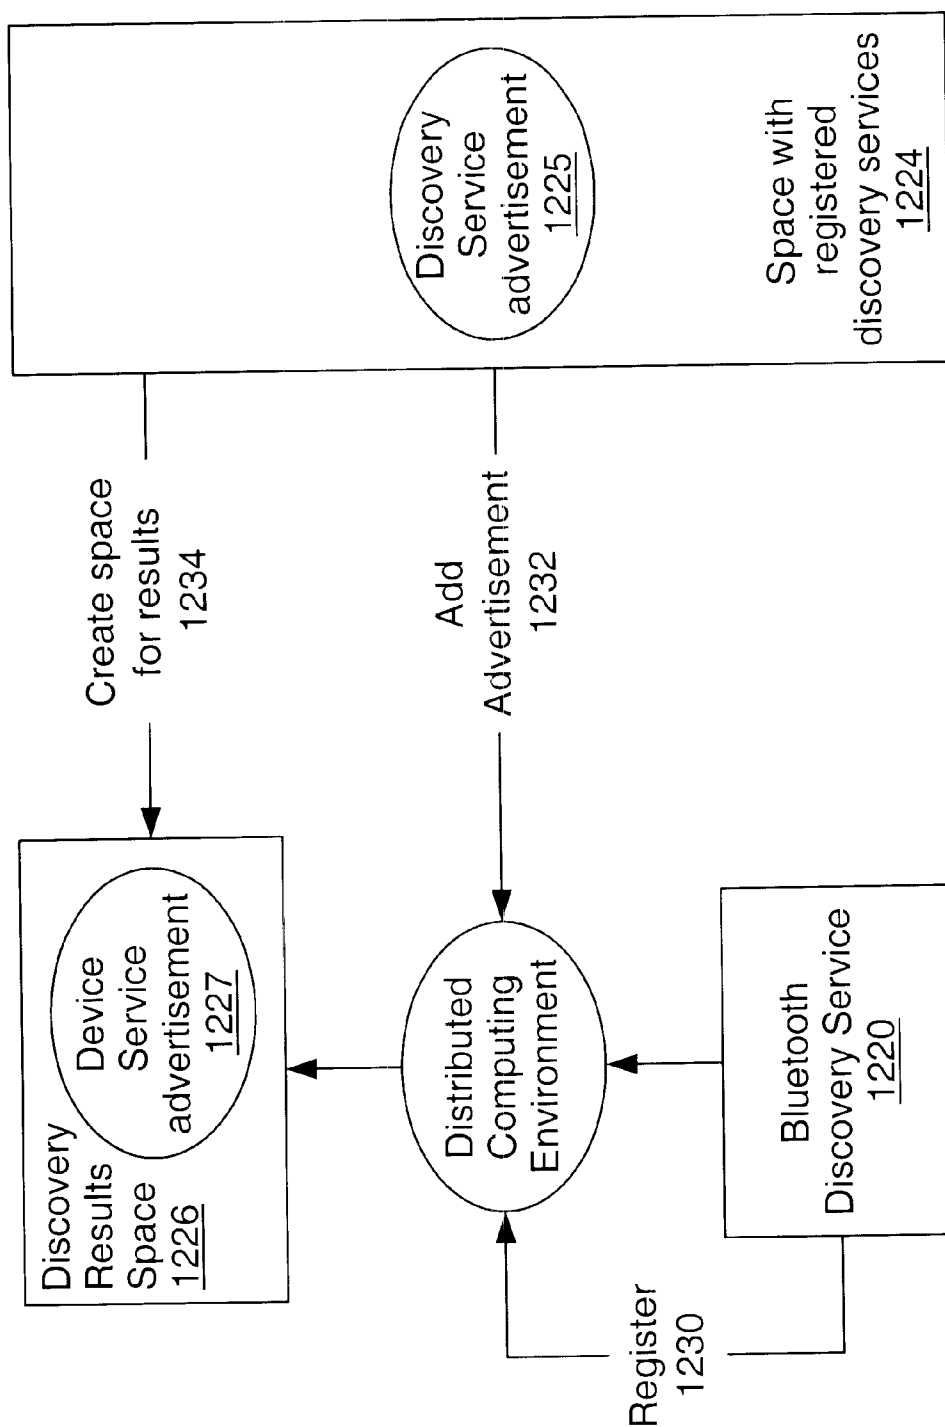 Discovery
Results
Space
1226
Device
Service
advertisement
1227
Create space
for results
1234
Distributed
Computing
Environment
Add
Advertisement
1232
Discovery
Service
advertisement
1225
Register
1230
Bluetooth
Discovery Service
1220
Space with
registered
discovery services
1224